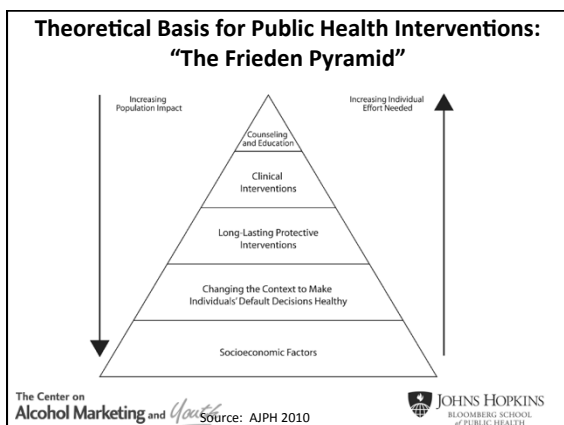 Theoretical Basis for Public Health Interventions:
“The Frieden Pyramid”
Increasing
Population Impact
Increasing Individual
Effort Needed
Counseling
and Education
Clinical
Interventions
Long-Lasting Protective
Interventions
Changing the Context to Make
Individuals’ Default Decisions Healthy
Socioeconomic Factors
The Center on
Alcohol Marketing and Youth
Source: AJPH 2010
JOHNS HOPKINS
BLOOMBERG SCHOOL
of PUBLIC HEALTH